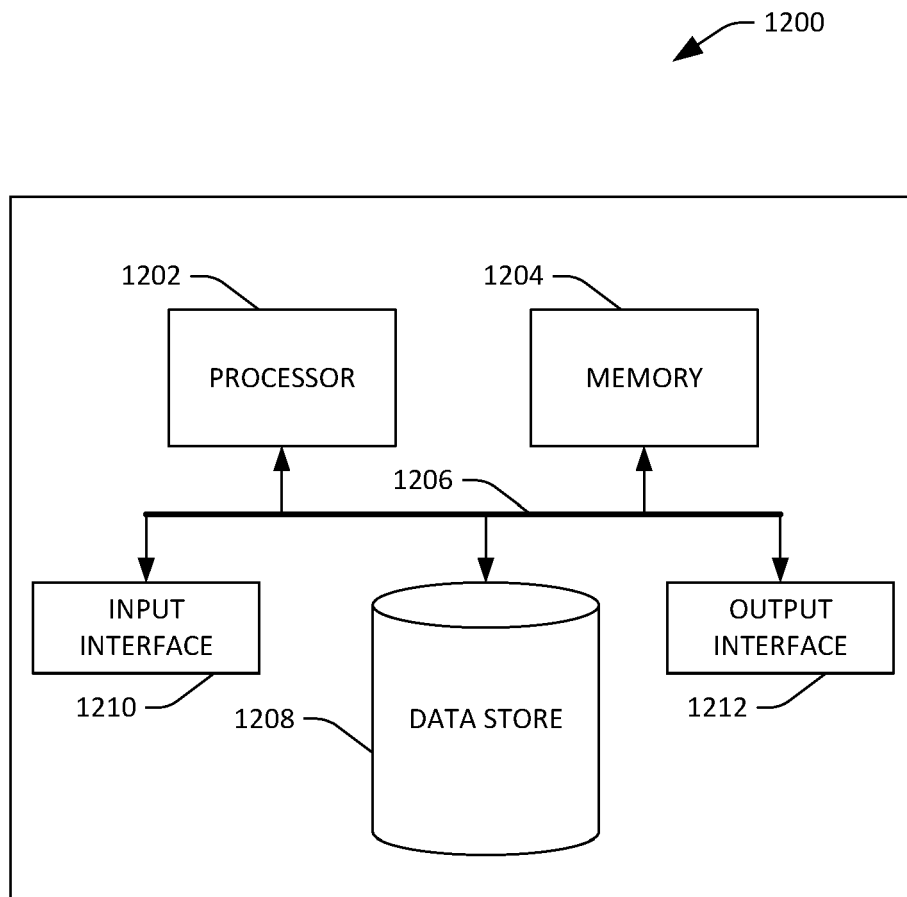 1200
1202
1204
PROCESSOR
MEMORY
1206
INPUT
INTERFACE
OUTPUT
INTERFACE
1210
1208
DATA STORE
1212